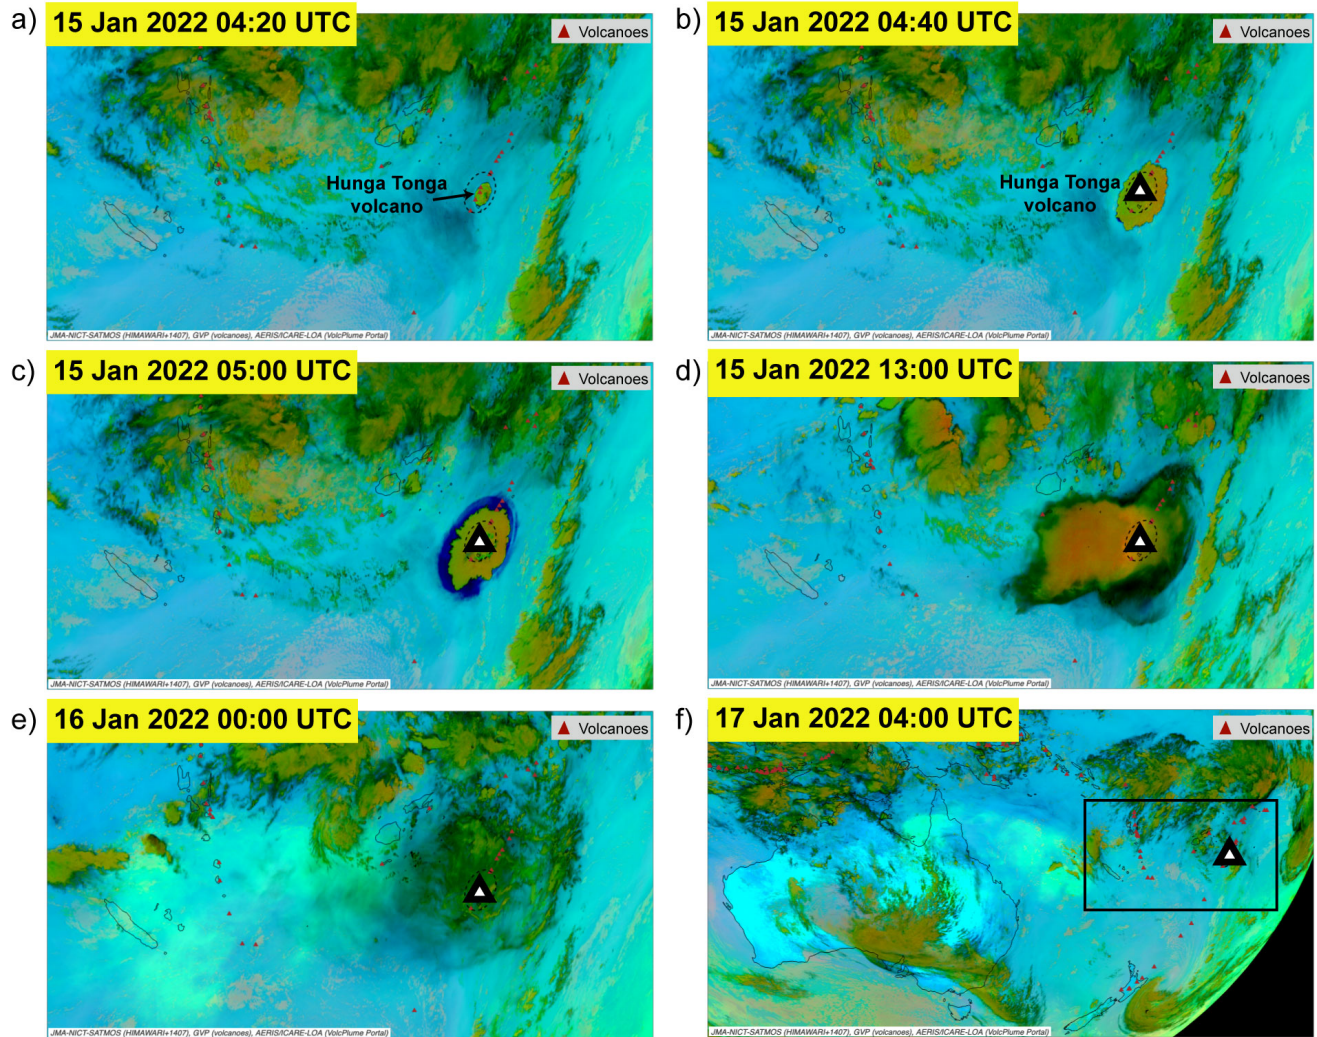 a) 15 Jan 2022 04:20 UTC
Volcanoes
Hunga Tonga
volcano
JMA-NICT-SATMOS (HIMAWARI+1407), GVP (volcanoes), AERIS/ICARE-LOA (VolcPlume Portal)
b) 15 Jan 2022 04:40 UTC
Volcanoes
Hunga Tonga
volcano
JMA-NICT-SATMOS (HIMAWARI+1407), GVP (volcanoes), AERIS/ICARE-LOA (VolcPlume Portal)
c) 15 Jan 2022 05:00 UTC
Volcanoes
JMA-NICT-SATMOS (HIMAWARI+1407), GVP (volcanoes), AERIS/ICARE-LOA (VolcPlume Portal)
d) 15 Jan 2022 13:00 UTC
Volcanoes
JMA-NICT-SATMOS (HIMAWARI+1407), GVP (volcanoes), AERIS/ICARE-LOA (VolcPlume Portal)
e) 16 Jan 2022 00:00 UTC
Volcanoes
JMA-NICT-SATMOS (HIMAWARI+1407), GVP (volcanoes), AERIS/ICARE-LOA (VolcPlume Portal)
f) 17 Jan 2022 04:00 UTC
Volcanoes
JMA-NICT-SATMOS (HIMAWARI+1407), GVP (volcanoes), AERIS/ICARE-LOA (VolcPlume Portal)